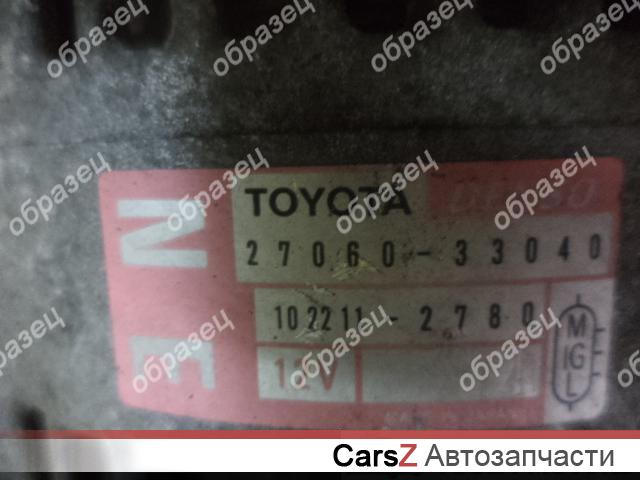 TOYOTA
27060-33040
102211-2780
12V
N E
M
IG
L
образец образец образец образец
образец образец образец образец
образец образец образец образец
CarsZ Автозапчасти